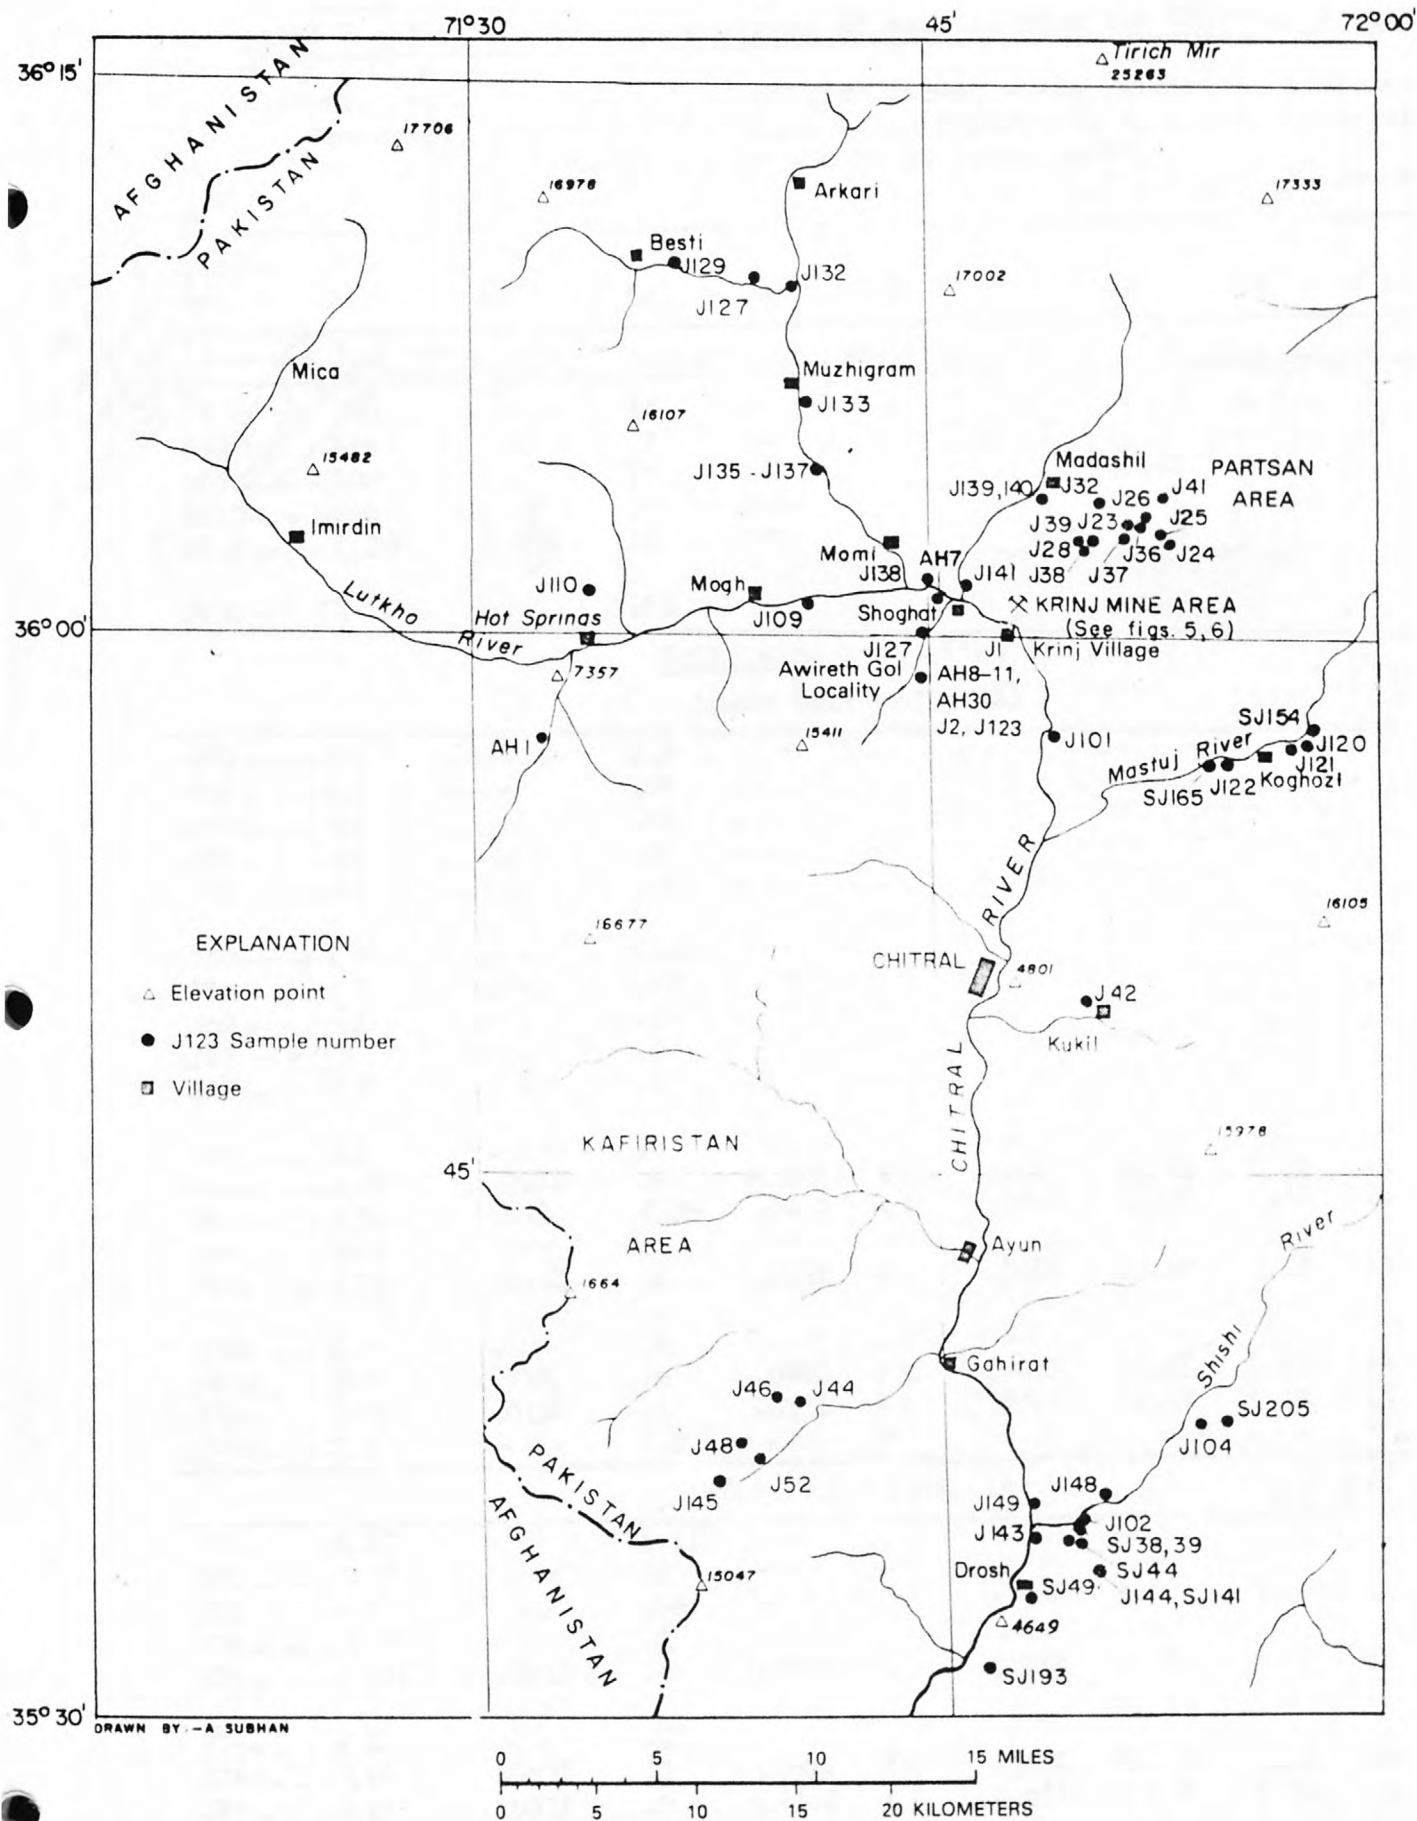 71°30'
45'
72°00'
36°15'
Tirich Mir
25263
AFGHANISTAN
PAKISTAN
17706
16978
Arkari
17333
Besti
J129
J132
J127
17002
Mica
Muzhigram
J133
16107
15482
J135 - J137
Madashil
PARTSAN
AREA
J139,140
J32
J26
J41
J39
J23
J25
J28
J36
J24
J38
J37
Imirdin
Momi
J138
AH7
J141
J110
Mogh
Lutkho
River
Hot Springs
J109
Shoghat
KRINJ MINE AREA
(See figs. 5,6)
36°00'
J127
J1
Krinj Village
7357
Awireth Gol
Locality
AH8-11,
AH30
J2, J123
AH1
15411
J101
SJ154
Mastuj River
J120
J121
J122
Koghozi
SJ165
RIVER
16677
16105
EXPLANATION
Elevation point
J123 Sample number
Village
CHITRAL
4801
J42
Kukil
CHITRAL
KAFIRISTAN
AREA
15978
45'
Ayun
River
Shishi
1664
Gahirat
J46
J44
SJ205
J104
J48
J52
J145
J148
J149
J102
J143
SJ38,39
PAKISTAN
AFGHANISTAN
Drosh
SJ44
SJ49
J144, SJ141
15047
4649
SJ193
35°30'
DRAWN BY.-A SUBHAN
0 5 10 15 MILES
0 5 10 15 20 KILOMETERS